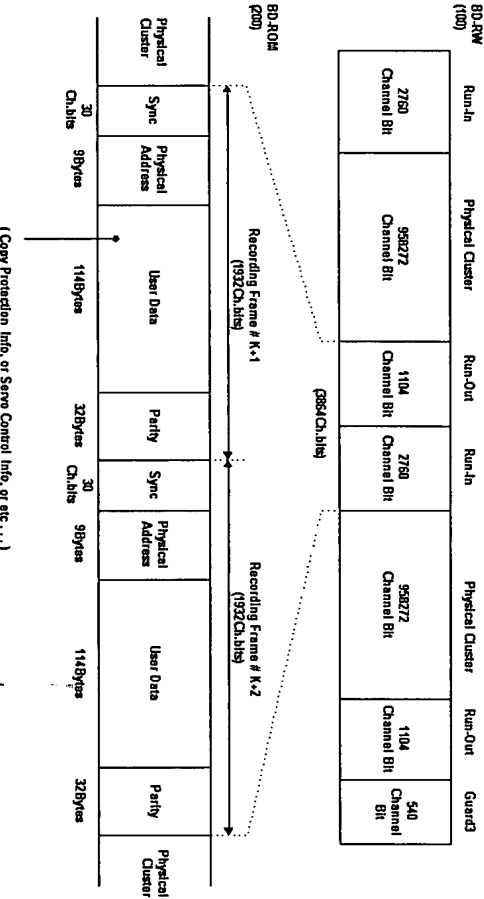 BD-RW
(100)
Run-In
Physical Cluster
Run-Out
Run-In
Physical Cluster
Run-Out
Guard3
2760
Channel Bit
958272
Channel Bit
1104
Channel Bit
2760
Channel Bit
958272
Channel Bit
1104
Channel Bit
540
Channel
Bit
(3864Ch.bits)
BD-ROM
(200)
Recording Frame # K+1
(1932Ch.bits)
Recording Frame # K+2
(1932Ch.bits)
Physical
Cluster
Sync
Physical
Address
User Data
Parity
Sync
Physical
Address
User Data
Parity
Physical
Cluster
30
Ch.bits
9Bytes
114Bytes
32Bytes
30
Ch.bits
9Bytes
114Bytes
32Bytes
( Copy Protection Info, or Servo Control Info, or etc . . . )